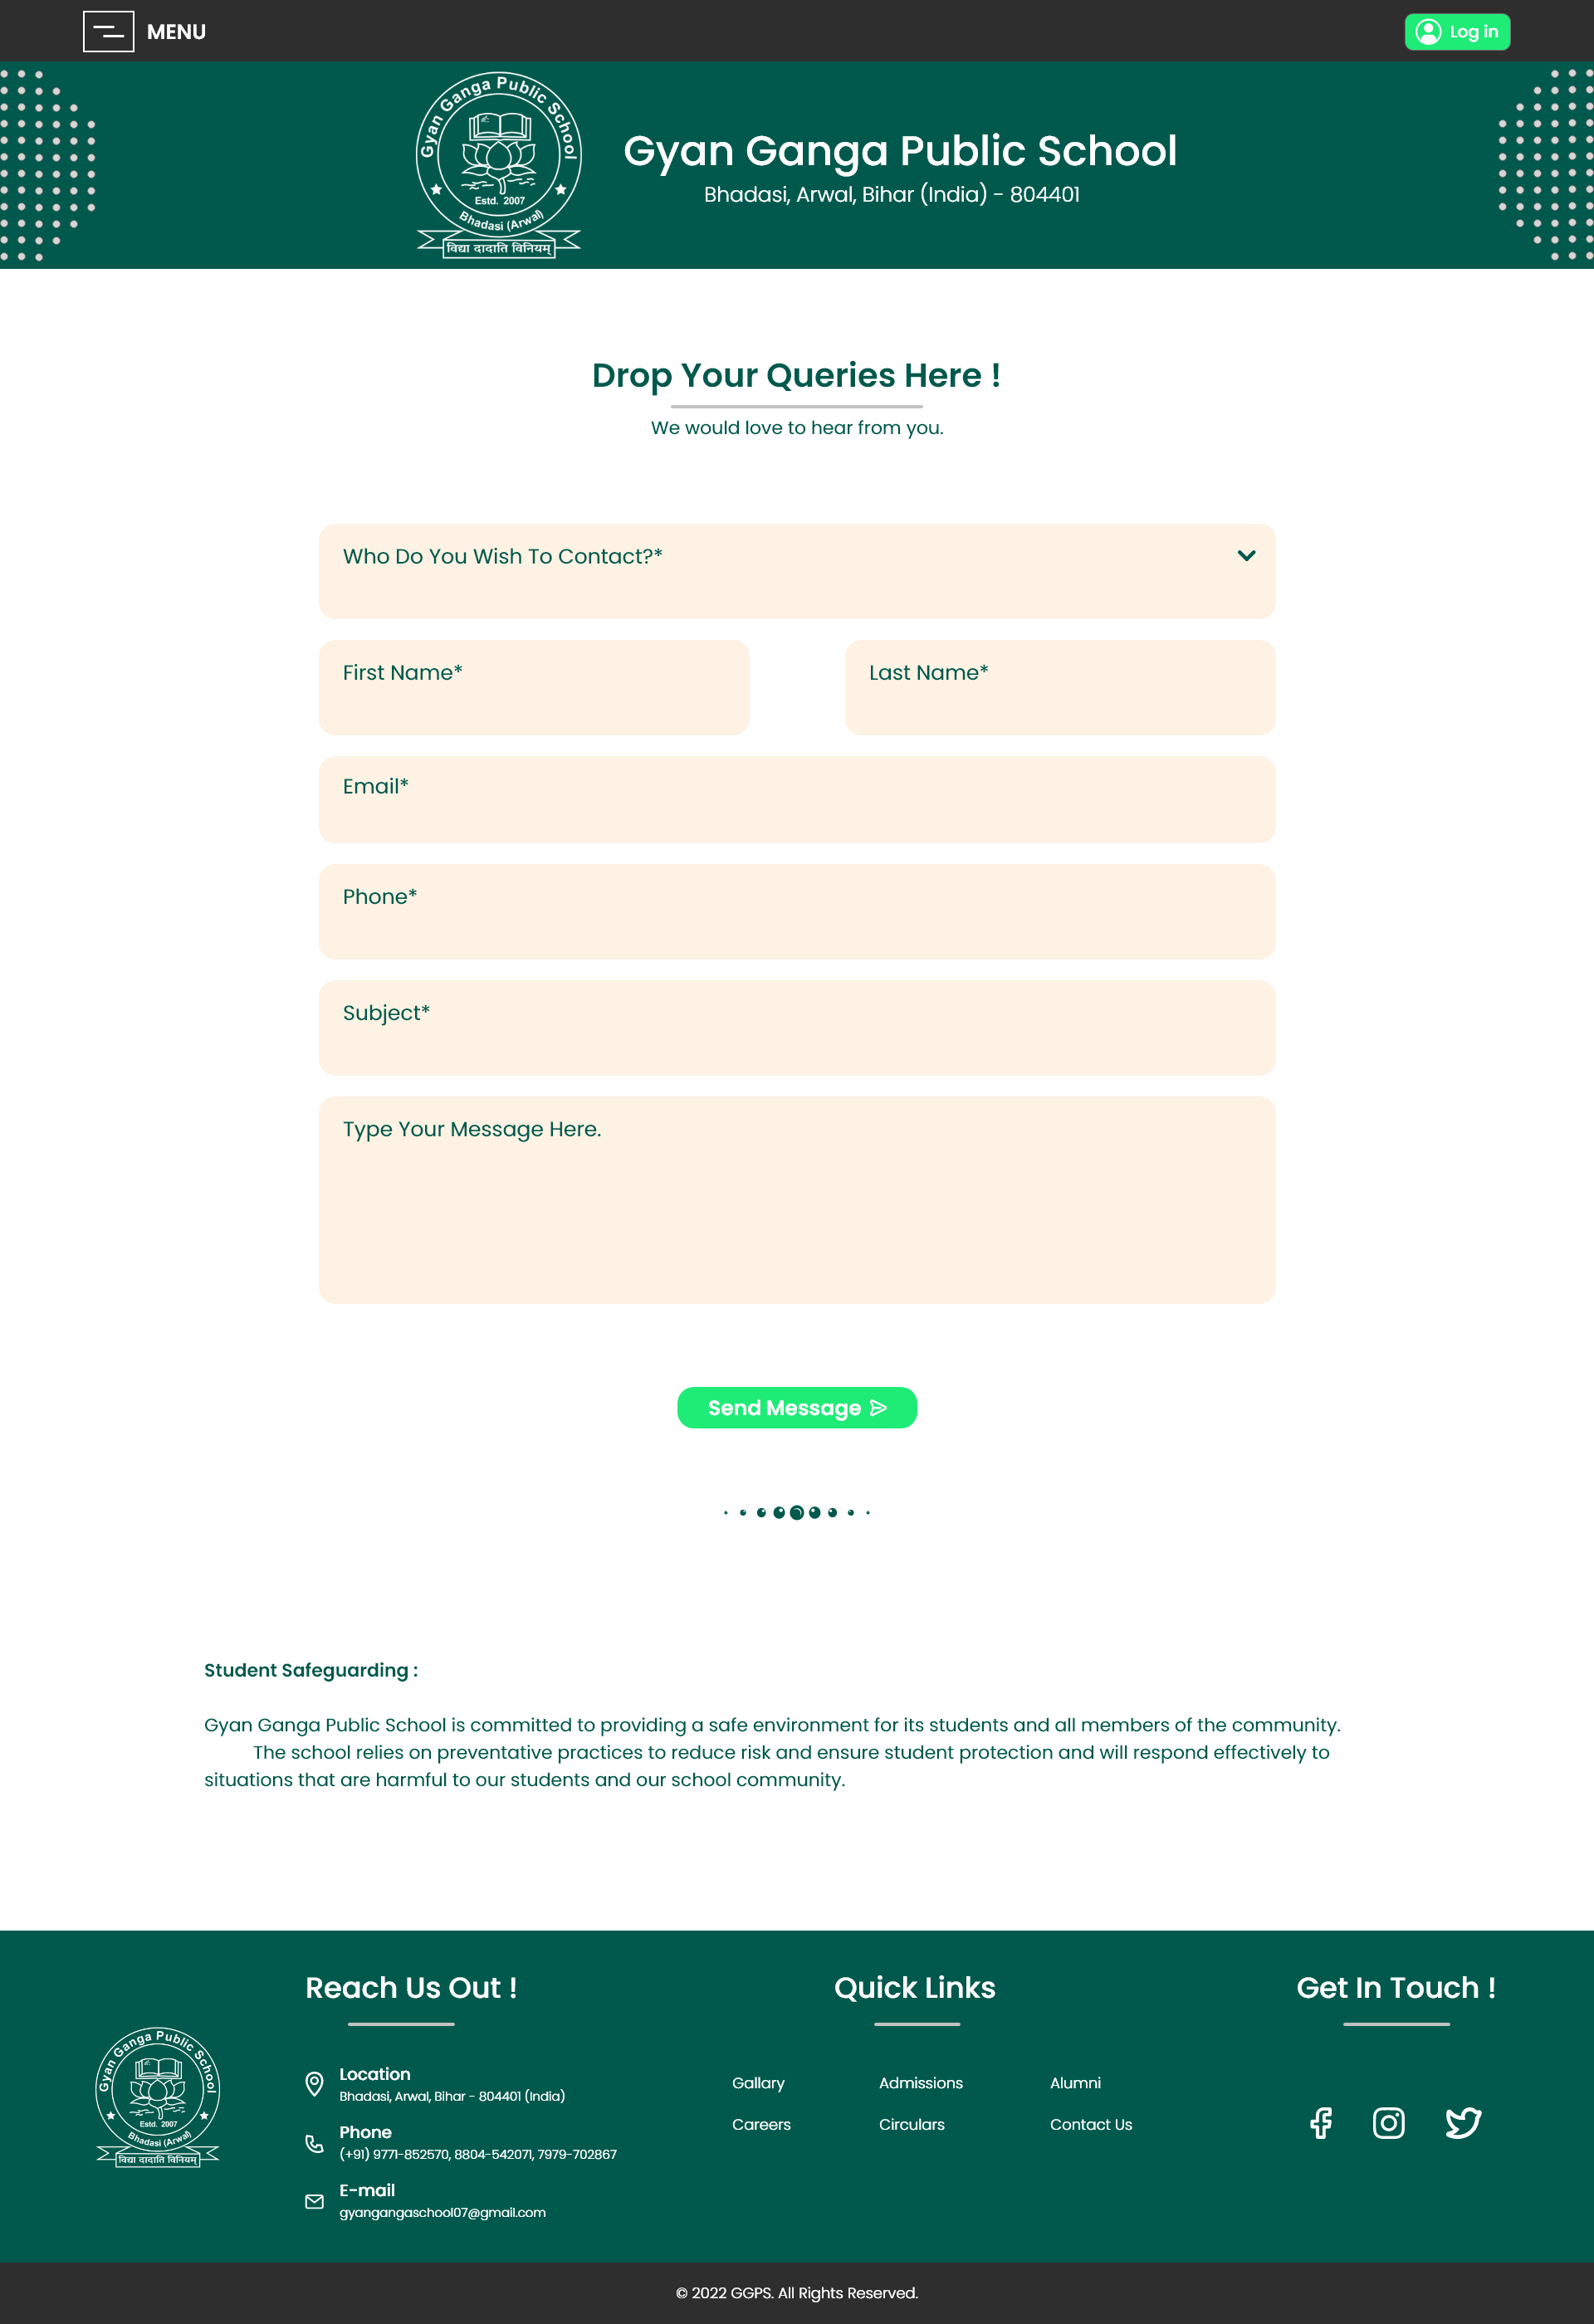 MENU
Log in
Gyan Ganga Public School
Estd. 2007
Bhadasi (Arwal)
विद्या दादाति विनियम्
Gyan Ganga Public School
Bhadasi, Arwal, Bihar (India) - 804401
Drop Your Queries Here !
We would love to hear from you.
Who Do You Wish To Contact?*
First Name*
Last Name*
Email*
Phone*
Subject*
Type Your Message Here.
Send Message
Student Safeguarding :
Gyan Ganga Public School is committed to providing a safe environment for its students and all members of the community.
The school relies on preventative practices to reduce risk and ensure student protection and will respond effectively to
situations that are harmful to our students and our school community.
Gyan Ganga Public School
Estd. 2007
Bhadasi (Arwal)
विद्या दादाति विनियम्
Reach Us Out !
Location
Bhadasi, Arwal, Bihar - 804401 (India)
Phone
(+91) 9771-852570, 8804-542071, 7979-702867
E-mail
gyangangaschool07@gmail.com
Quick Links
Gallary
Admissions
Alumni
Careers
Circulars
Contact Us
Get In Touch !
© 2022 GGPS. All Rights Reserved.